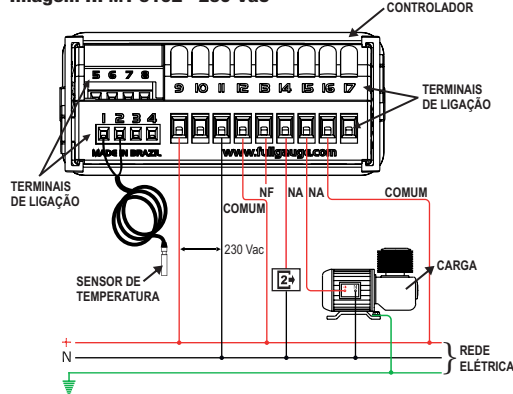 Imagem III: MT-512E - 230 Vac
CONTROLADOR
5 6 7 8
9 10 11 12 13 14 15 16 17
TERMINAIS
DE LIGAÇÃO
1 2 3 4
MADE IN BRAZIL
www.fullgauge.com
TERMINAIS
DE LIGAÇÃO
NF NA NA
COMUM
COMUM
230 Vac
SENSOR DE
TEMPERATURA
2
CARGA
+
N
REDE
ELÉTRICA